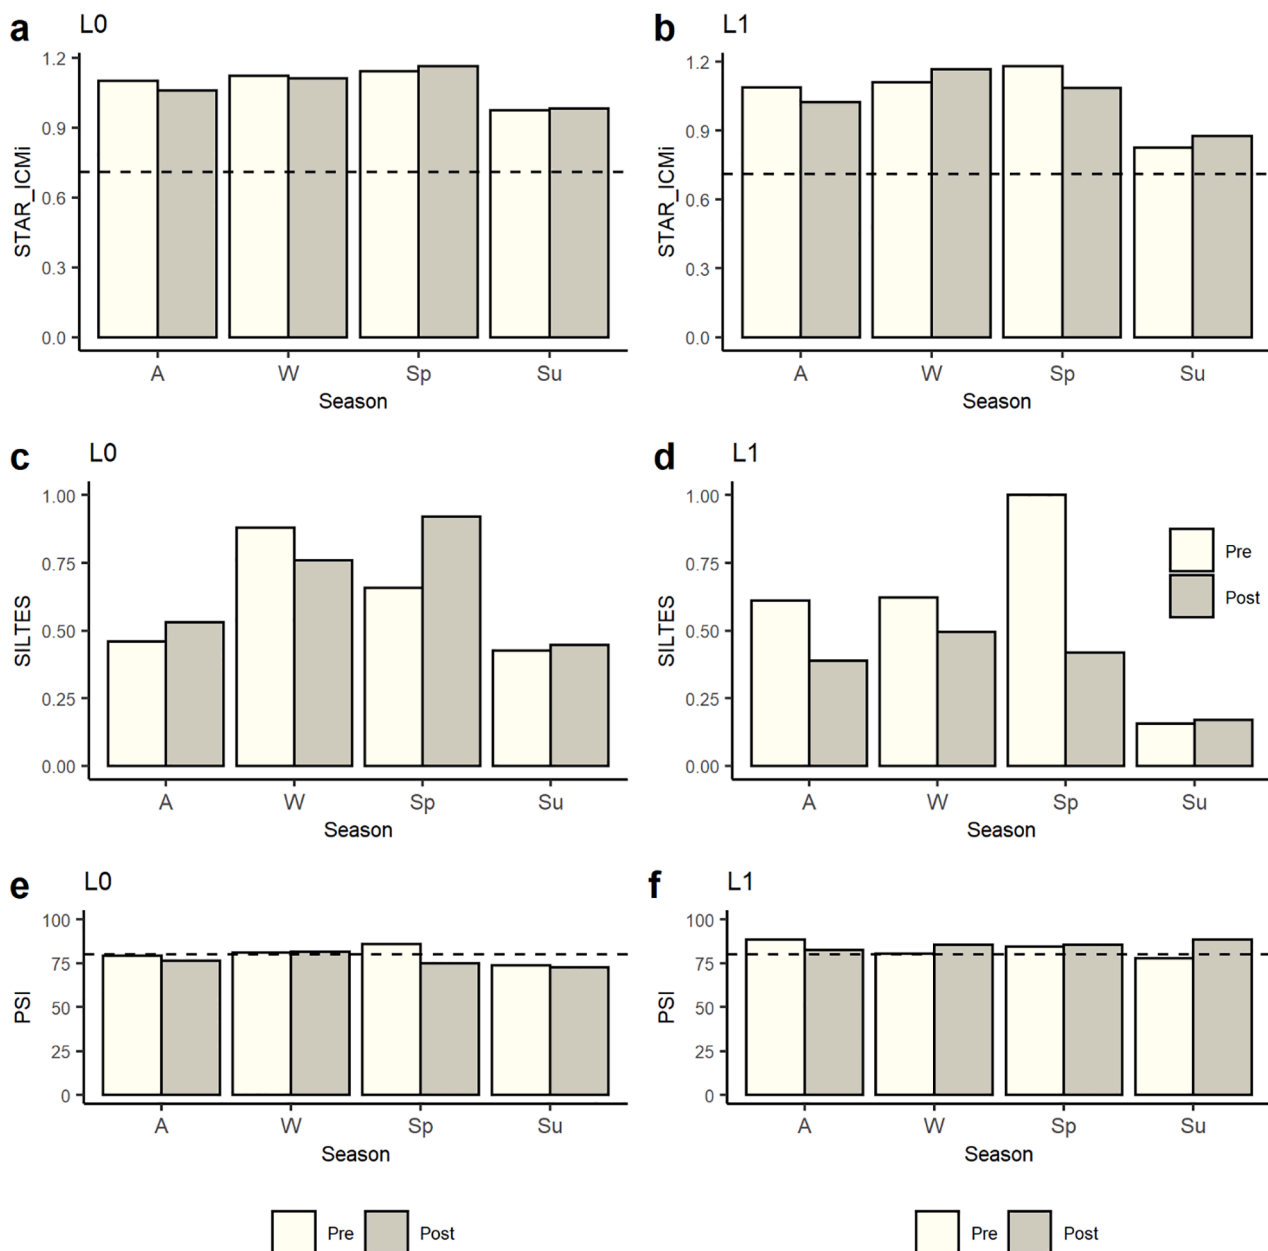 a L0
STAR_ICMi
1.2
0.9
0.6
0.3
0.0
A W Sp Su
Season
b L1
STAR_ICMi
1.2
0.9
0.6
0.3
0.0
A W Sp Su
Season
c L0
SILTES
1.00
0.75
0.50
0.25
0.00
A W Sp Su
Season
d L1
SILTES
1.00
0.75
0.50
0.25
0.00
Pre
Post
A W Sp Su
Season
e L0
PSI
100
75
50
25
0
A W Sp Su
Season
Pre Post
f L1
PSI
100
75
50
25
0
A W Sp Su
Season
Pre Post